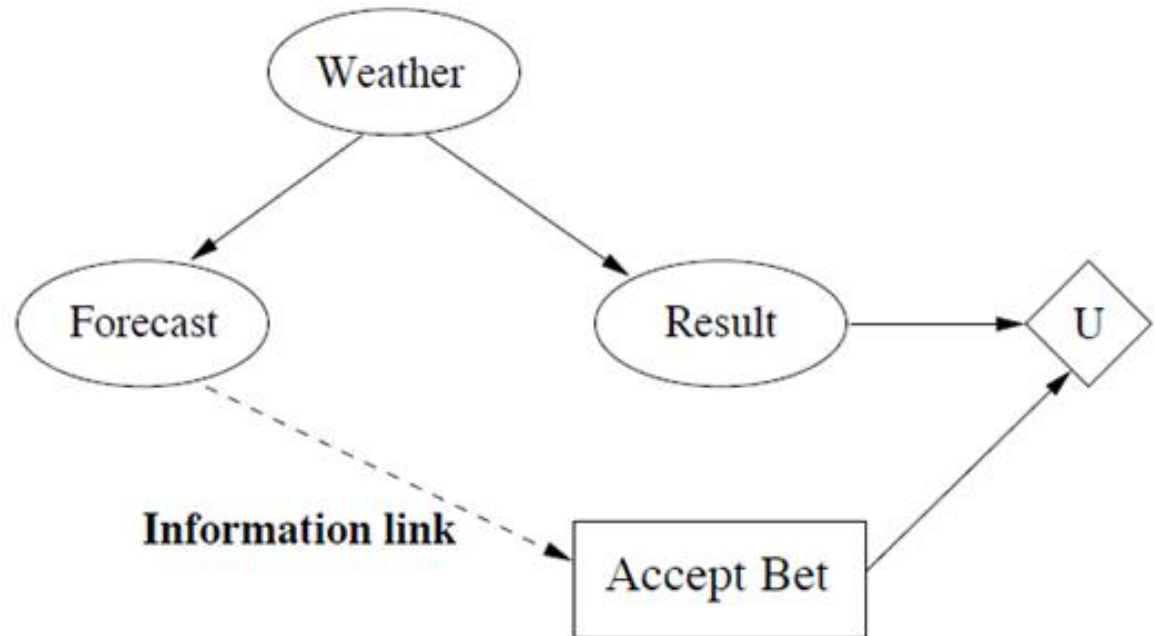 Weather
Forecast
Result
U
Information link
Accept Bet